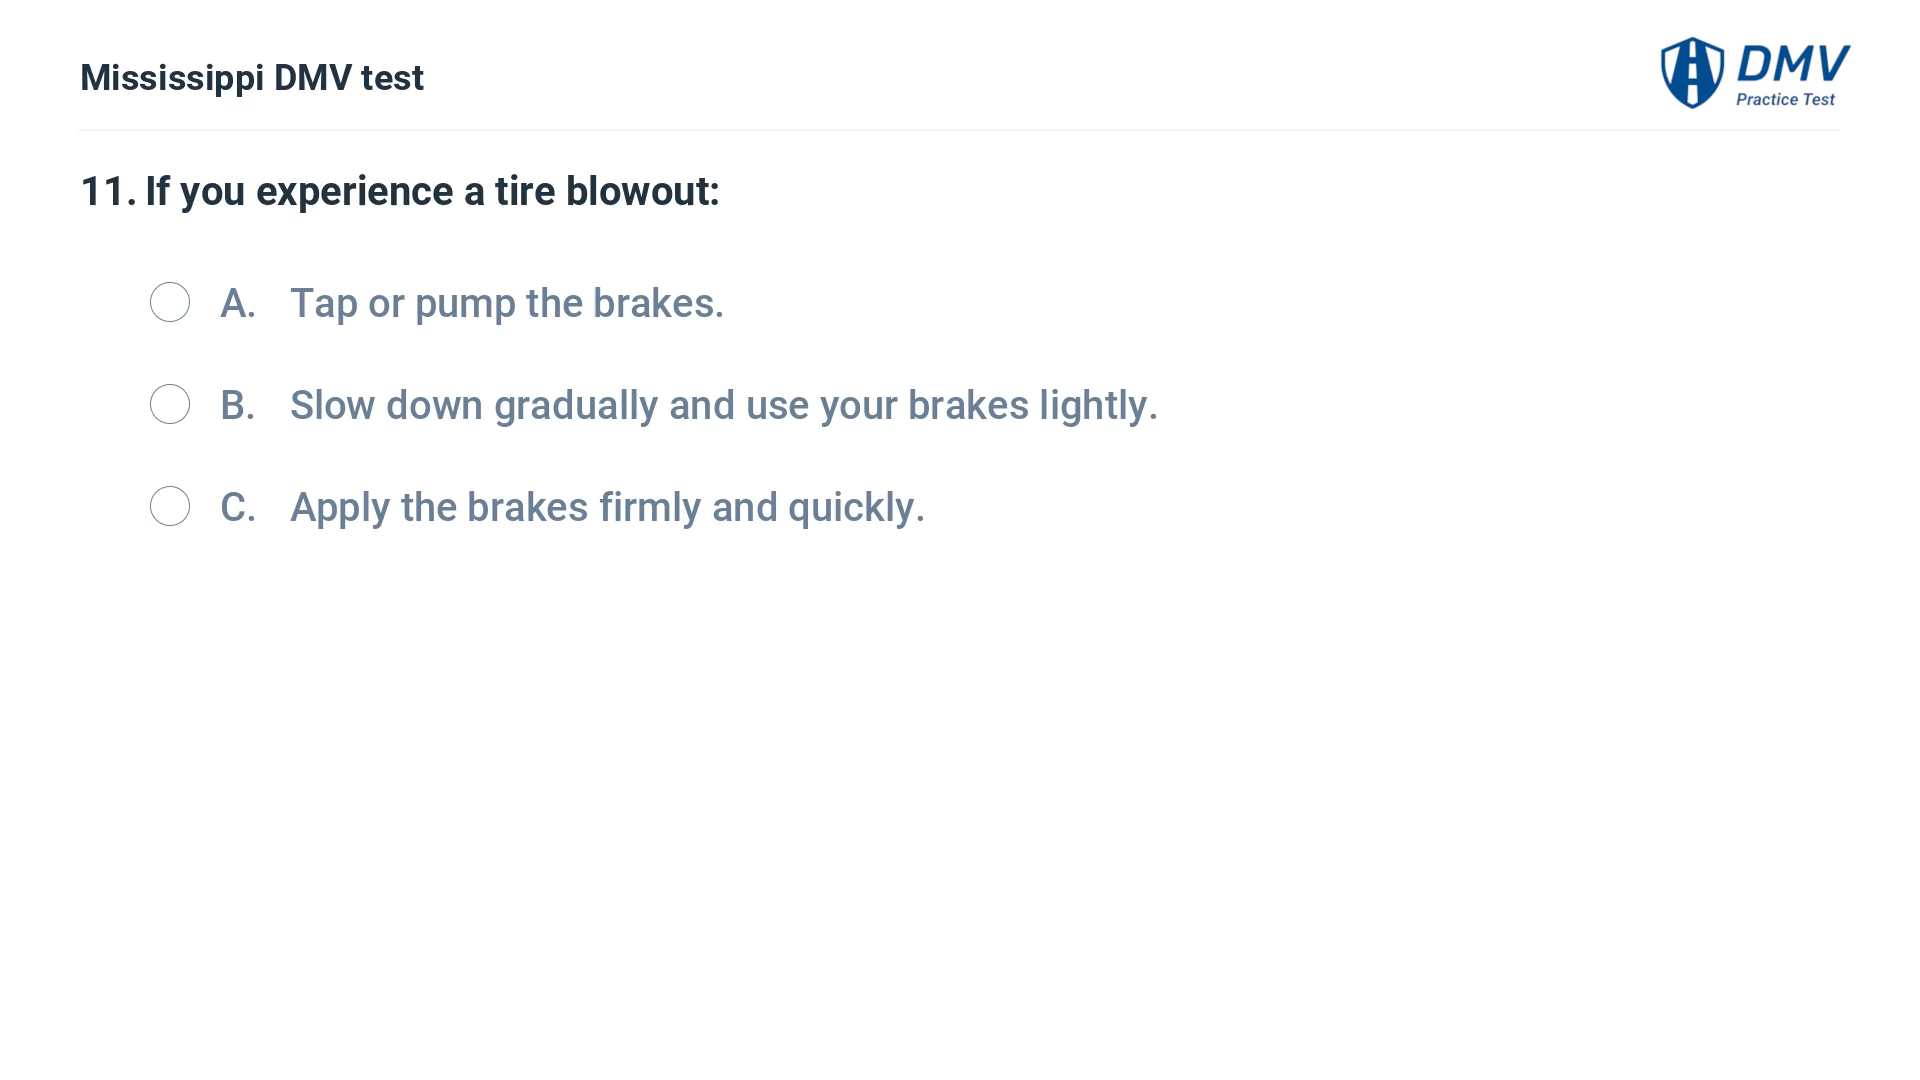 Mississippi DMV test
DMV
Practice Test
11. If you experience a tire blowout:
A. Tap or pump the brakes.
B. Slow down gradually and use your brakes lightly.
C. Apply the brakes firmly and quickly.